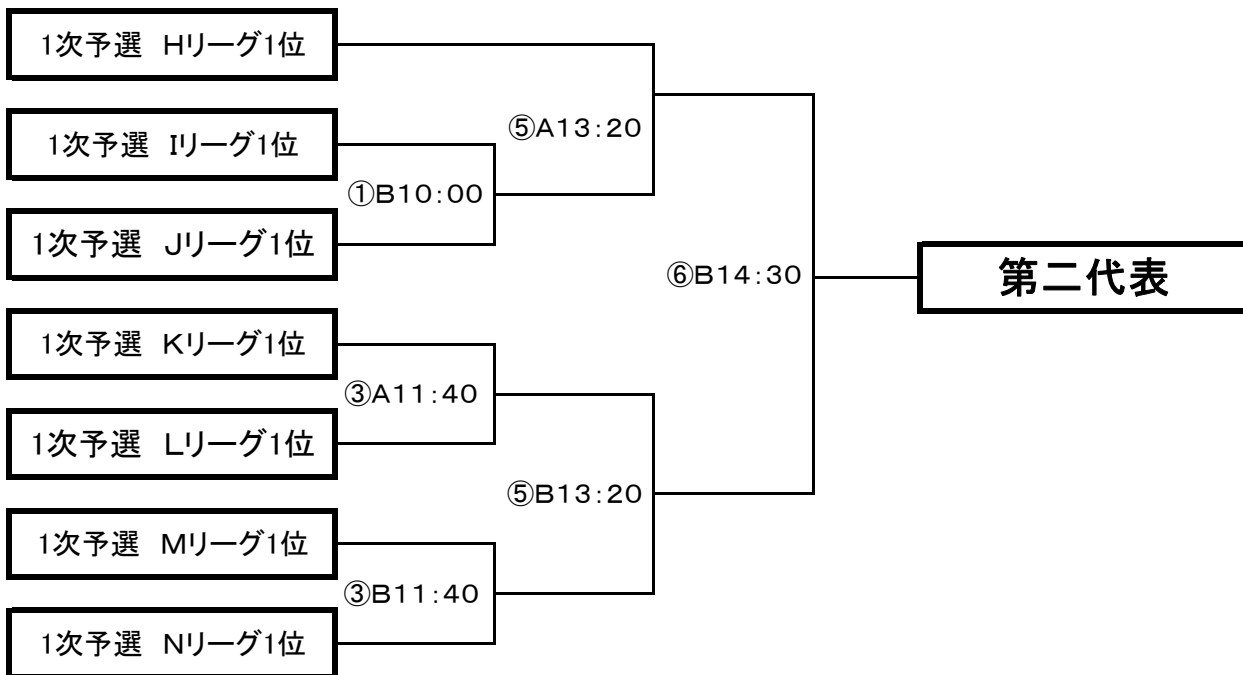 1次予選　Hリーグ1位
1次予選　Iリーグ1位
1次予選　Jリーグ1位
1次予選　Kリーグ1位
1次予選　Lリーグ1位
1次予選　Mリーグ1位
1次予選　Nリーグ1位
①B10:00
③A11:40
③B11:40
⑤A13:20
⑤B13:20
⑥B14:30
第二代表